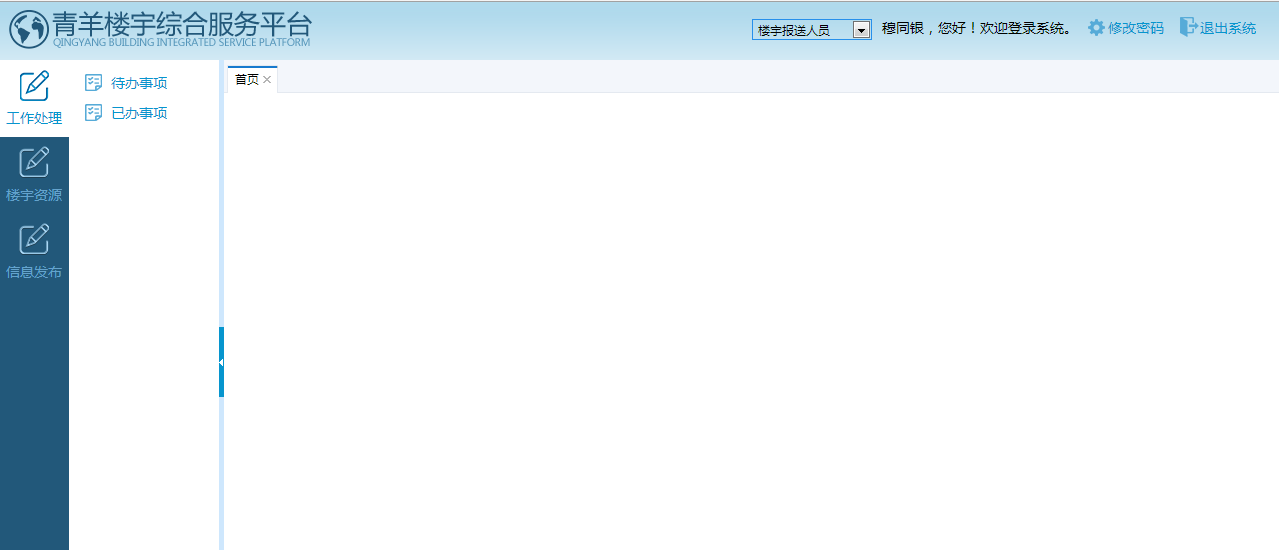 青羊楼宇综合服务平台
QINGYANG BUILDING INTEGRATED SERVICE PLATFORM
楼宇报送人员 穆同银，您好！欢迎登录系统。 修改密码 退出系统
工作处理
楼宇资源
信息发布
待办事项
已办事项
首页